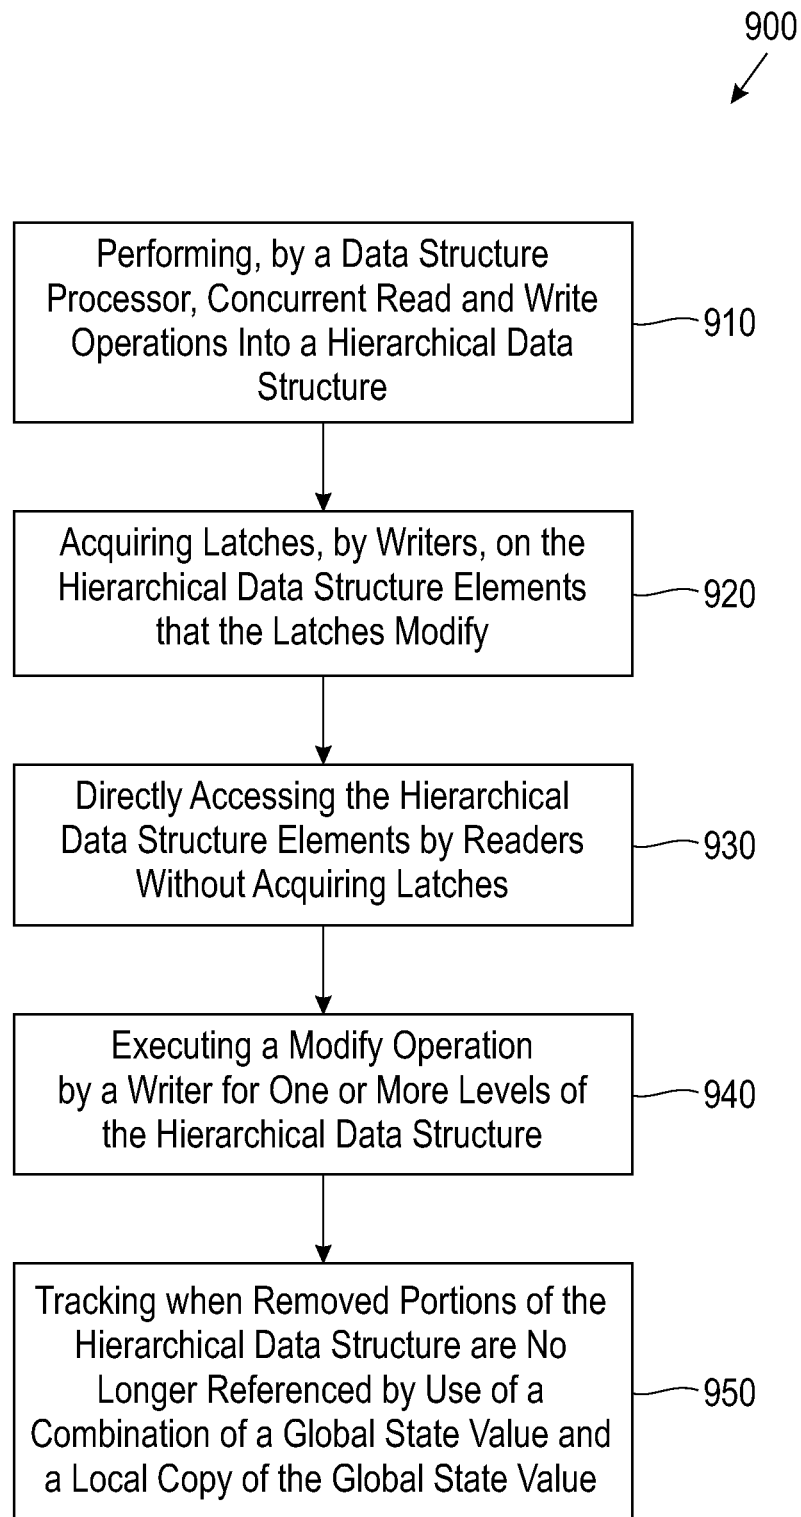 900
Performing, by a Data Structure
Processor, Concurrent Read and Write
Operations Into a Hierarchical Data
Structure
910
Acquiring Latches, by Writers, on the
Hierarchical Data Structure Elements
that the Latches Modify
920
Directly Accessing the Hierarchical
Data Structure Elements by Readers
Without Acquiring Latches
930
Executing a Modify Operation
by a Writer for One or More Levels of
the Hierarchical Data Structure
940
Tracking when Removed Portions of the
Hierarchical Data Structure are No
Longer Referenced by Use of a
Combination of a Global State Value and
a Local Copy of the Global State Value
950